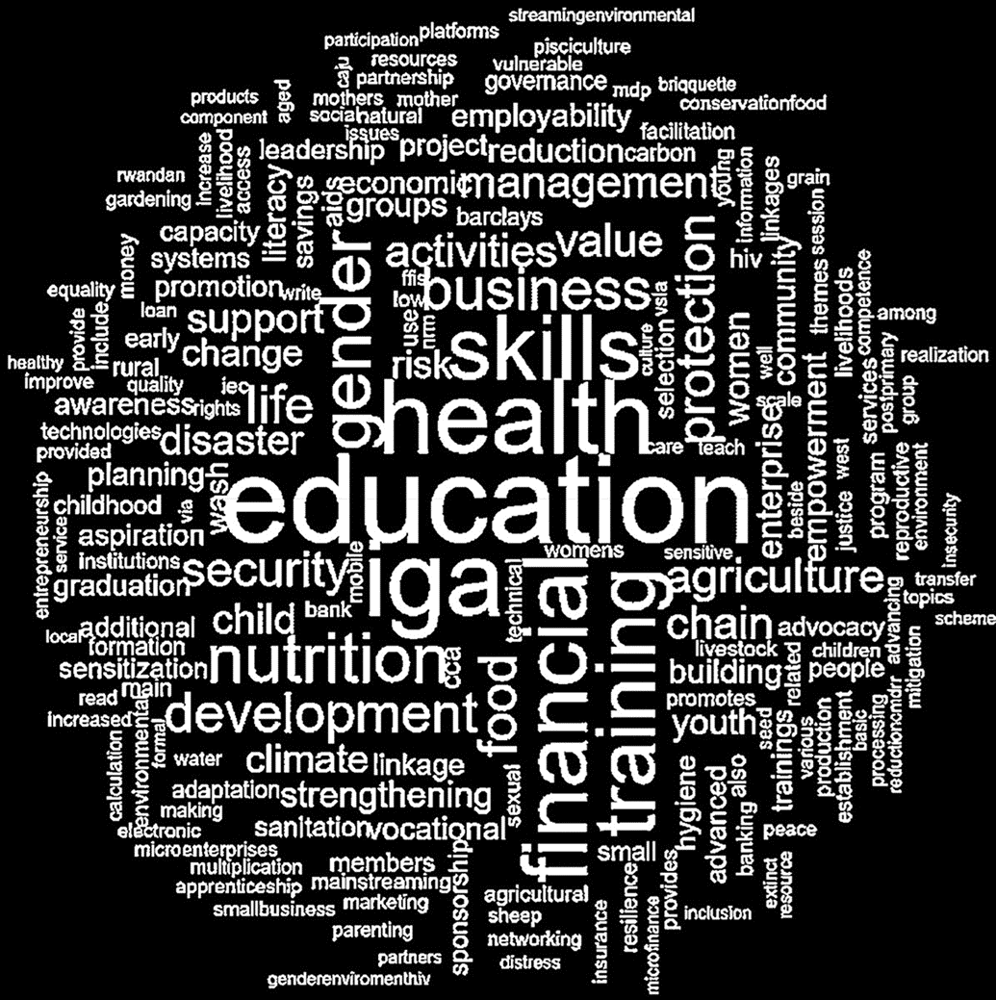 streamingenvironmental
participation
platforms
pisciculture
caju
resources
vulnerable
partnership
governance
mdp
briqquette
products
aged
mothers
mother
conservationfood
component
social
natural
employability
facilitation
issues
leadership
project
reduction
carbon
young
information
linkages
rwandan
increase
livelihood
access
literacy
savings
aids
economic
management
grain
gardening
groups
barclays
session
capacity
activities
value
protection
hiv
community
themes
systems
gender
money
equality
promotion
write
ffis
business
vsla
livelihoods
competence
loan
support
low
use
nrm
skills
women
among
provide
include
early
change
risk
culture
selection
well
realization
healthy
rural
improve
quality
jec
life
health
scale
services
postprimary
group
awareness
rights
enterprise
empowerment
technologies
disaster
care
teach
west
provided
planning
wash
education
beside
justice
program
reproductive
environment
entrepreneurship
service
childhood
via
aspiration
insecurity
institutions
mobile
iga
womens
sensitive
graduation
security
technical
financial
training
agriculture
transfer
bank
topics
scheme
local
additional
child
chain
advocacy
advancing
formation
livestock
children
mitigation
sensitization
nutrition
cca
food
building
related
people
read
main
promotes
increased
environmental
development
youth
seed
trainings
various
production
establishment
basic
processing
reductionomdrr
calculation
formal
water
climate
linkage
hygiene
advanced
also
banking
adaptation
strengthening
sexual
making
electronic
sanitation
vocational
peace
microenterprises
small
multiplication
members
sponsorship
resilience
provides
extinct
resource
apprenticeship
mainstreaming
agricultural
smallbusiness
marketing
sheep
insurance
microfinance
inclusion
parenting
networking
partners
distress
genderenviromenthiv